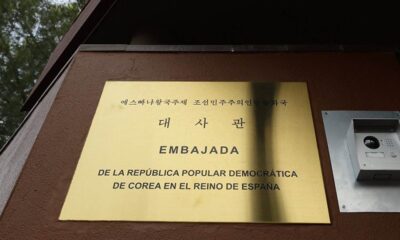 에스빠냐왕국주재 조선민주주의인민공화국
대 사 관
EMBAJADA
DE LA REPÚBLICA POPULAR DEMOCRÁTICA
DE COREA EN EL REINO DE ESPAÑA